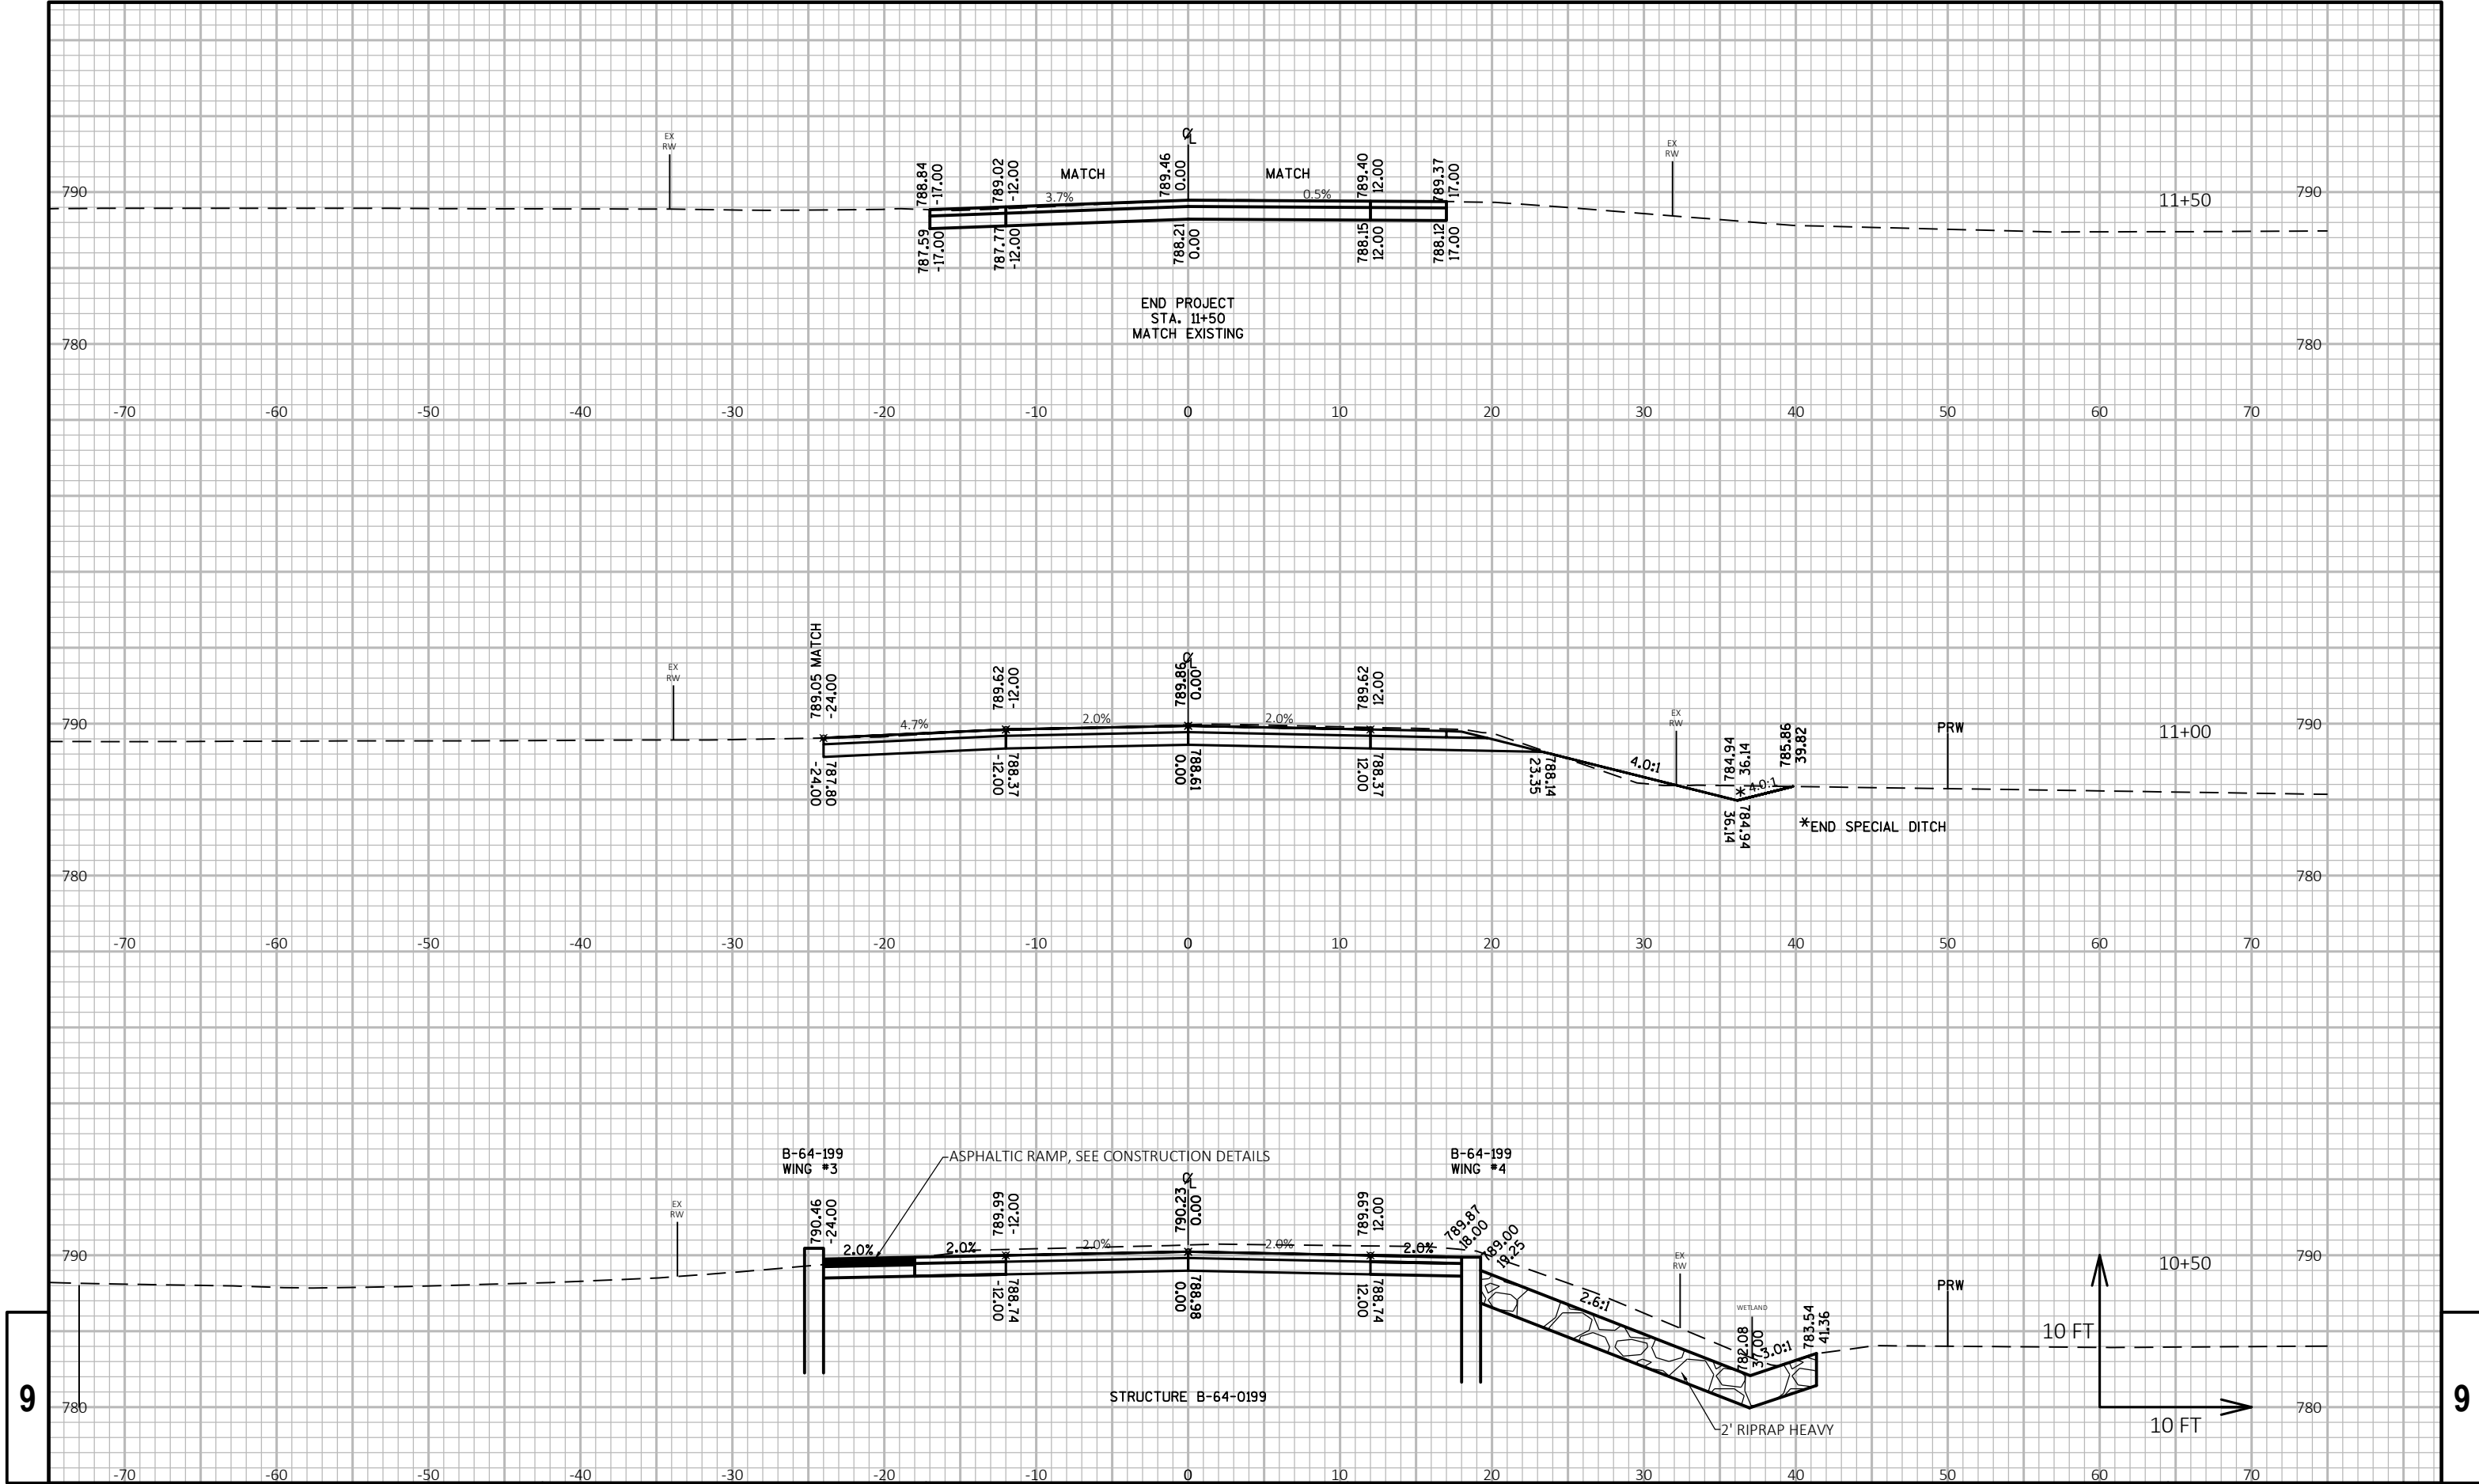 EX
RW
788.84
-17.00
789.02
-12.00
MATCH
3.7%
℄
789.46
0.00
MATCH
0.5%
789.40
12.00
789.37
17.00
EX
RW
790
790
11+50
787.59
-17.00
787.77
-12.00
788.21
0.00
788.15
12.00
788.12
17.00
END PROJECT
STA. 11+50
MATCH EXISTING
780
780
-70 -60 -50 -40 -30 -20 -10 0 10 20 30 40 50 60 70
EX
RW
789.05 MATCH
-24.00
4.7%
789.62
-12.00
2.0%
℄
789.86
0.00
2.0%
789.62
12.00
EX
RW
4.0:1
784.94
36.14
* 4.0:1
785.86
39.82
PRW
790
790
11+00
787.80
-24.00
788.37
-12.00
788.61
0.00
788.37
12.00
788.14
23.35
784.94
36.14
*END SPECIAL DITCH
780
780
-70 -60 -50 -40 -30 -20 -10 0 10 20 30 40 50 60 70
B-64-199
WING #3
ASPHALTIC RAMP, SEE CONSTRUCTION DETAILS
B-64-199
WING #4
EX
RW
790.46
-24.00
2.0%
2.0%
789.99
-12.00
2.0%
℄
790.23
0.00
2.0%
789.99
12.00
2.0%
789.87
18.00
789.00
19.25
2.6:1
EX
RW
WETLAND
782.08
37.00
3.0:1
783.54
41.36
PRW
790
790
10+50
788.74
-12.00
788.98
0.00
788.74
12.00
STRUCTURE B-64-0199
2' RIPRAP HEAVY
10 FT
10 FT
780
780
9
9
-70 -60 -50 -40 -30 -20 -10 0 10 20 30 40 50 60 70